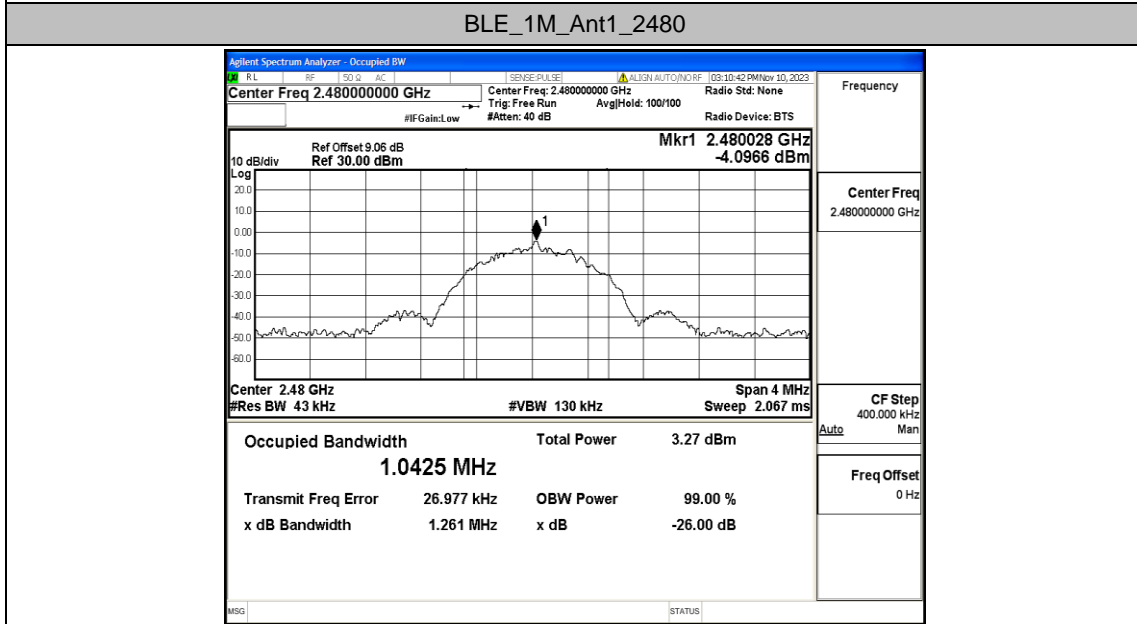 BLE_1M_Ant1_2480
Agilent Spectrum Analyzer - Occupied BW
RL RF 50 Ω AC SENSE:PULSE ALIGN AUTO/NO RF 03:10:42 PM Nov 10, 2023
Center Freq 2.480000000 GHz Center Freq: 2.480000000 GHz Radio Std: None
Trig: Free Run Avg|Hold: 100/100
#IFGain:Low #Atten: 40 dB Radio Device: BTS
Frequency
Mkr1 2.480028 GHz
-4.0966 dBm
Ref Offset 9.06 dB
10 dB/div Ref 30.00 dBm
Log
20.0
10.0
0.00
-10.0
-20.0
-30.0
-40.0
-50.0
-60.0
1
Center 2.48 GHz Span 4 MHz
#Res BW 43 kHz #VBW 130 kHz Sweep 2.067 ms
Center Freq
2.480000000 GHz
CF Step
400.000 kHz
Auto Man
Freq Offset
0 Hz
Occupied Bandwidth Total Power 3.27 dBm
1.0425 MHz
Transmit Freq Error 26.977 kHz OBW Power 99.00 %
x dB Bandwidth 1.261 MHz x dB -26.00 dB
MSG STATUS